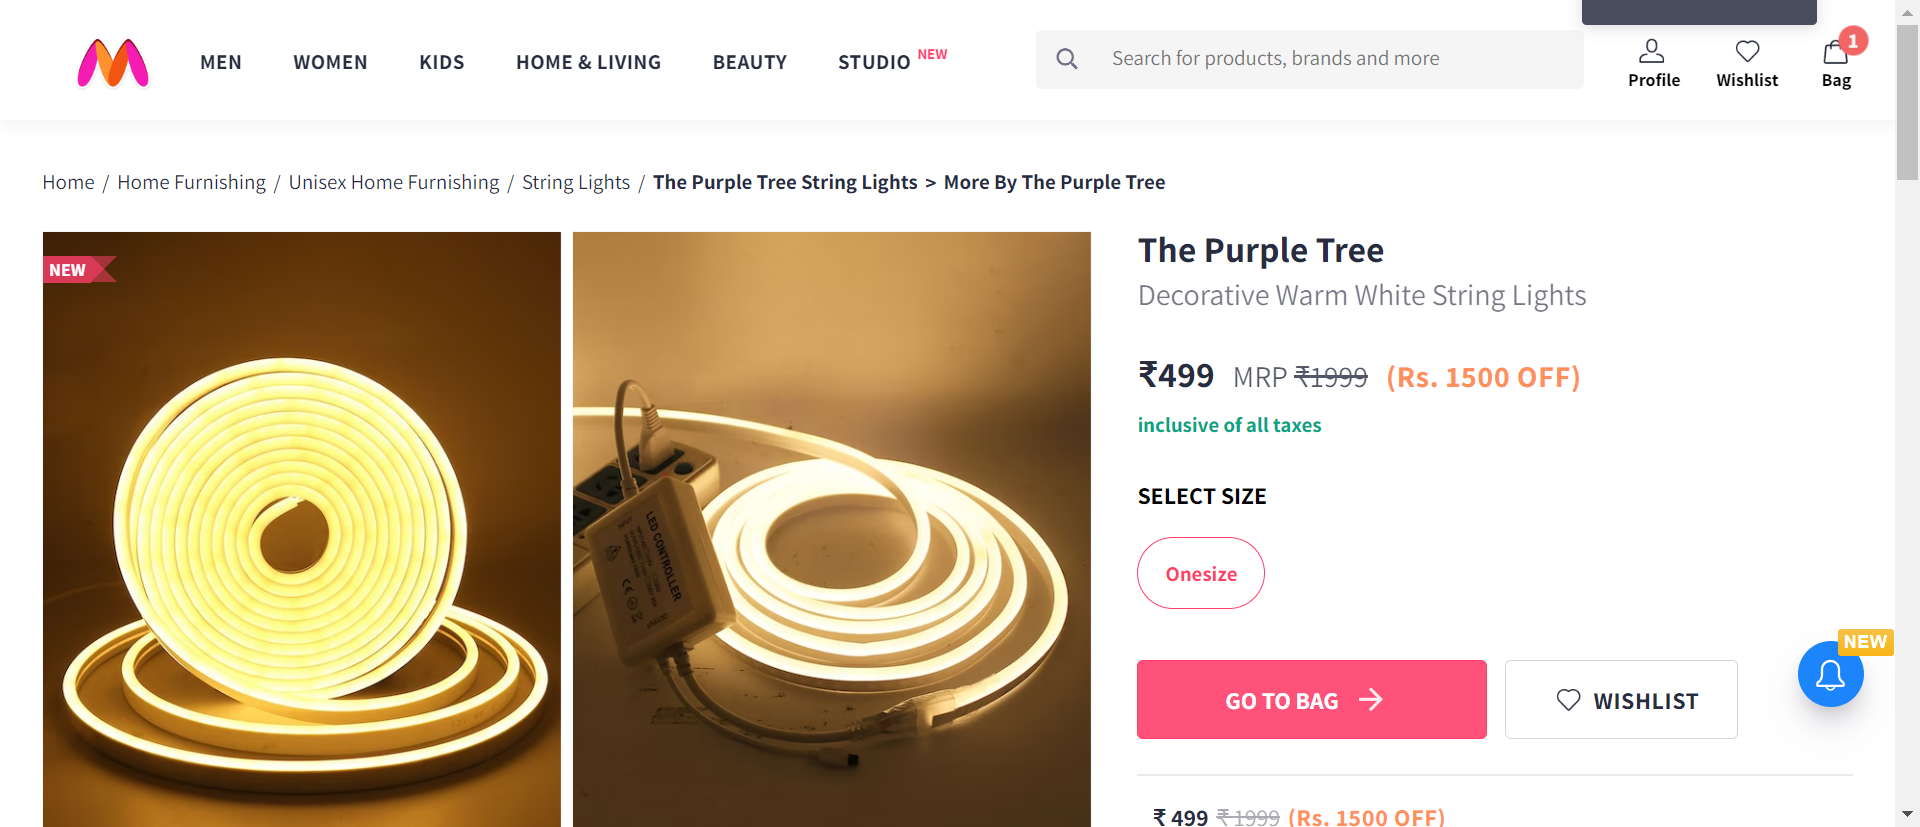 MEN WOMEN KIDS HOME & LIVING BEAUTY STUDIO NEW
Search for products, brands and more
Profile Wishlist Bag 1
Home / Home Furnishing / Unisex Home Furnishing / String Lights / The Purple Tree String Lights > More By The Purple Tree
NEW
LED CONTROLLER
INPUT
CE
OUTPUT
The Purple Tree
Decorative Warm White String Lights
₹499 MRP ₹1999 (Rs. 1500 OFF)
inclusive of all taxes
SELECT SIZE
Onesize
NEW
GO TO BAG
WISHLIST
₹ 499 ₹ 1999 (Rs. 1500 OFF)